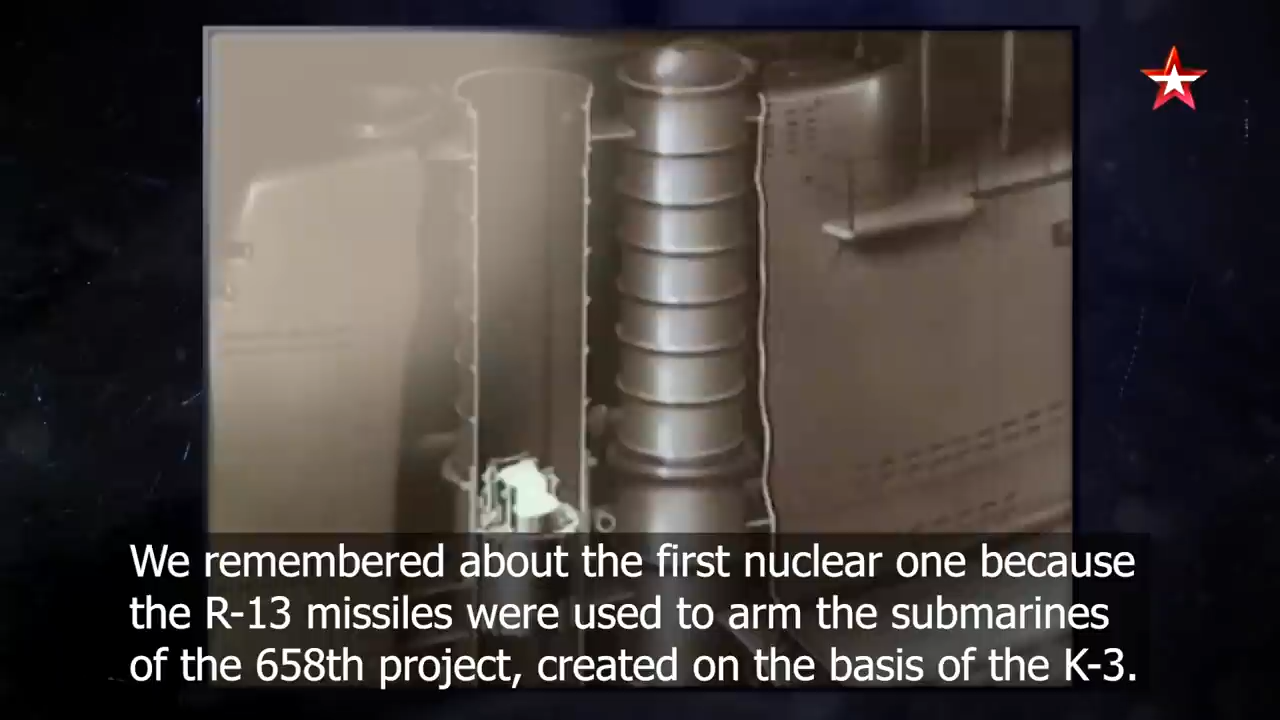 We remembered about the first nuclear one because
the R-13 missiles were used to arm the submarines
of the 658th project, created on the basis of the K-3.